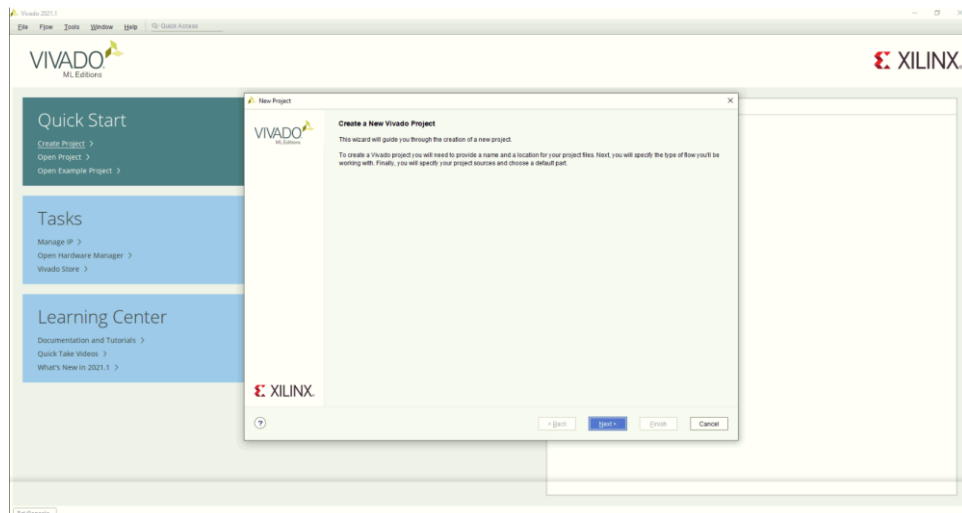 Vivado 2021.1
File Flow Tools Window Help Quick Access
VIVADO
ML Editions
XILINX
Quick Start
Create Project >
Open Project >
Open Example Project >
Tasks
Manage IP >
Open Hardware Manager >
Vivado Store >
Learning Center
Documentation and Tutorials >
Quick Take Videos >
What's New in 2021.1 >
New Project
VIVADO
ML Editions
Create a New Vivado Project
This wizard will guide you through the creation of a new project.
To create a Vivado project you will need to provide a name and a location for your project files. Next, you will specify the type of flow you'll be
working with. Finally, you will specify your project sources and choose a default part.
XILINX
?
< Back Next > Finish Cancel